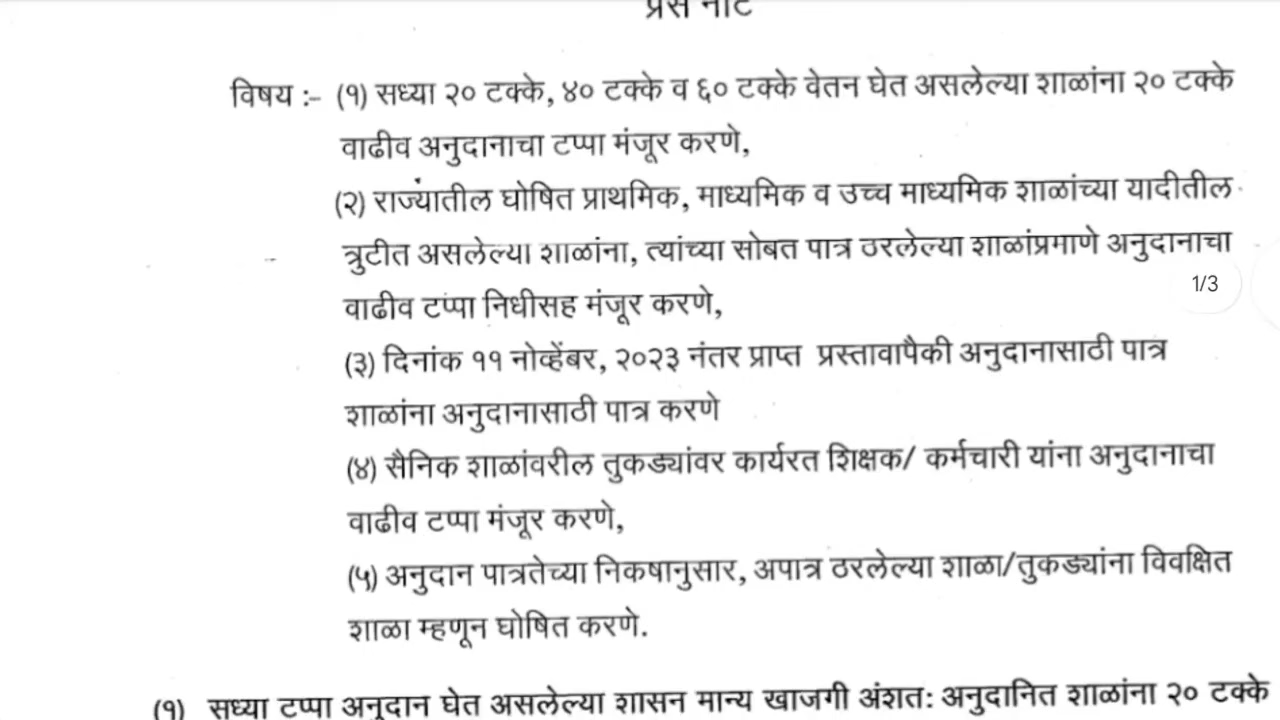 प्रेस नोट
विषय :- (१) सध्या २० टक्के, ४० टक्के व ६० टक्के वेतन घेत असलेल्या शाळांना २० टक्के
वाढीव अनुदानाचा टप्पा मंजूर करणे,
(२) राज्यातील घोषित प्राथमिक, माध्यमिक व उच्च माध्यमिक शाळांच्या यादीतील
त्रुटीत असलेल्या शाळांना, त्यांच्या सोबत पात्र ठरलेल्या शाळांप्रमाणे अनुदानाचा
1/3
वाढीव टप्पा निधीसह मंजूर करणे,
(३) दिनांक ११ नोव्हेंबर, २०२३ नंतर प्राप्त प्रस्तावापैकी अनुदानासाठी पात्र
शाळांना अनुदानासाठी पात्र करणे
(४) सैनिक शाळांवरील तुकड्यांवर कार्यरत शिक्षक/ कर्मचारी यांना अनुदानाचा
वाढीव टप्पा मंजूर करणे,
(५) अनुदान पात्रतेच्या निकषानुसार, अपात्र ठरलेल्या शाळा/तुकड्यांना विवक्षित
शाळा म्हणून घोषित करणे.
(१) सध्या टप्पा अनुदान घेत असलेल्या शासन मान्य खाजगी अंशत: अनुदानित शाळांना २० टक्के